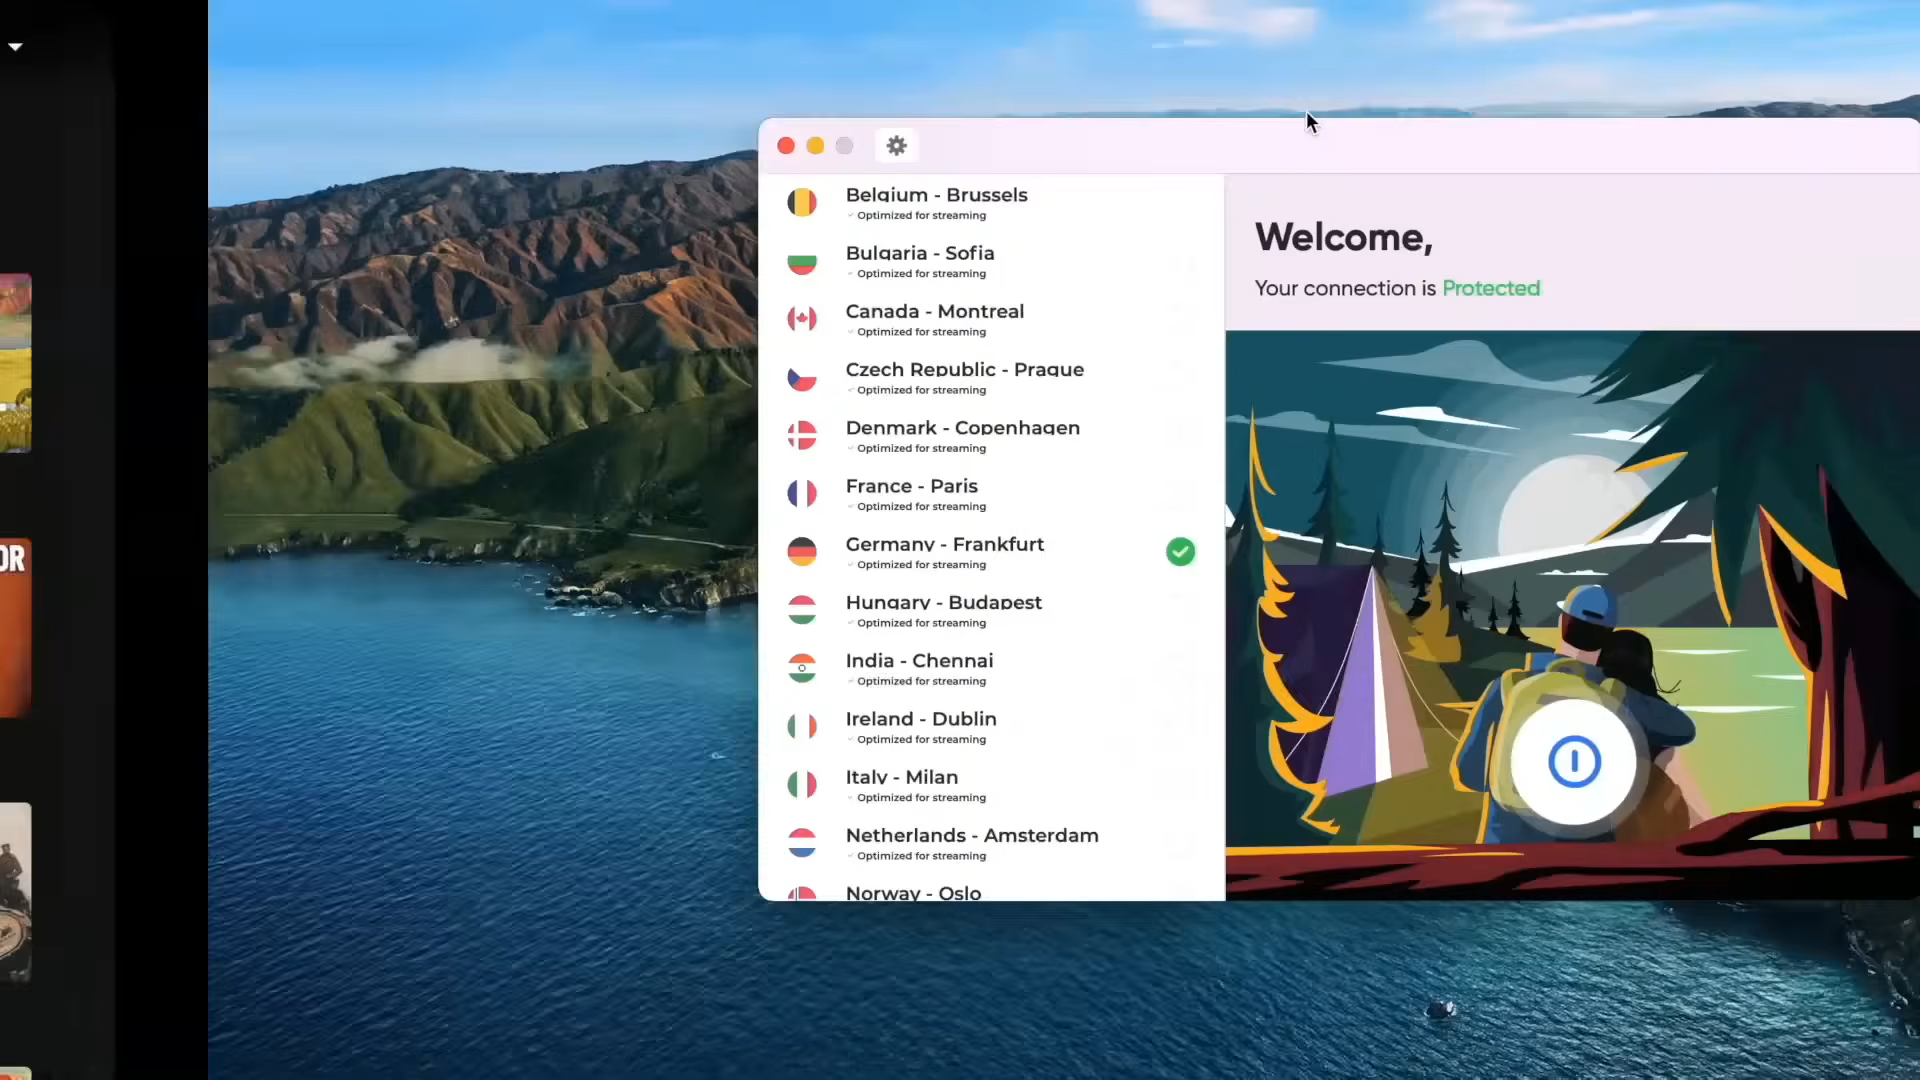 OR
Belgium - Brussels
Optimized for streaming
Bulgaria - Sofia
Optimized for streaming
Canada - Montreal
Optimized for streaming
Czech Republic - Prague
Optimized for streaming
Denmark - Copenhagen
Optimized for streaming
France - Paris
Optimized for streaming
Germany - Frankfurt
Optimized for streaming
Hungary - Budapest
Optimized for streaming
India - Chennai
Optimized for streaming
Ireland - Dublin
Optimized for streaming
Italy - Milan
Optimized for streaming
Netherlands - Amsterdam
Optimized for streaming
Norway - Oslo
Welcome,
Your connection is Protected